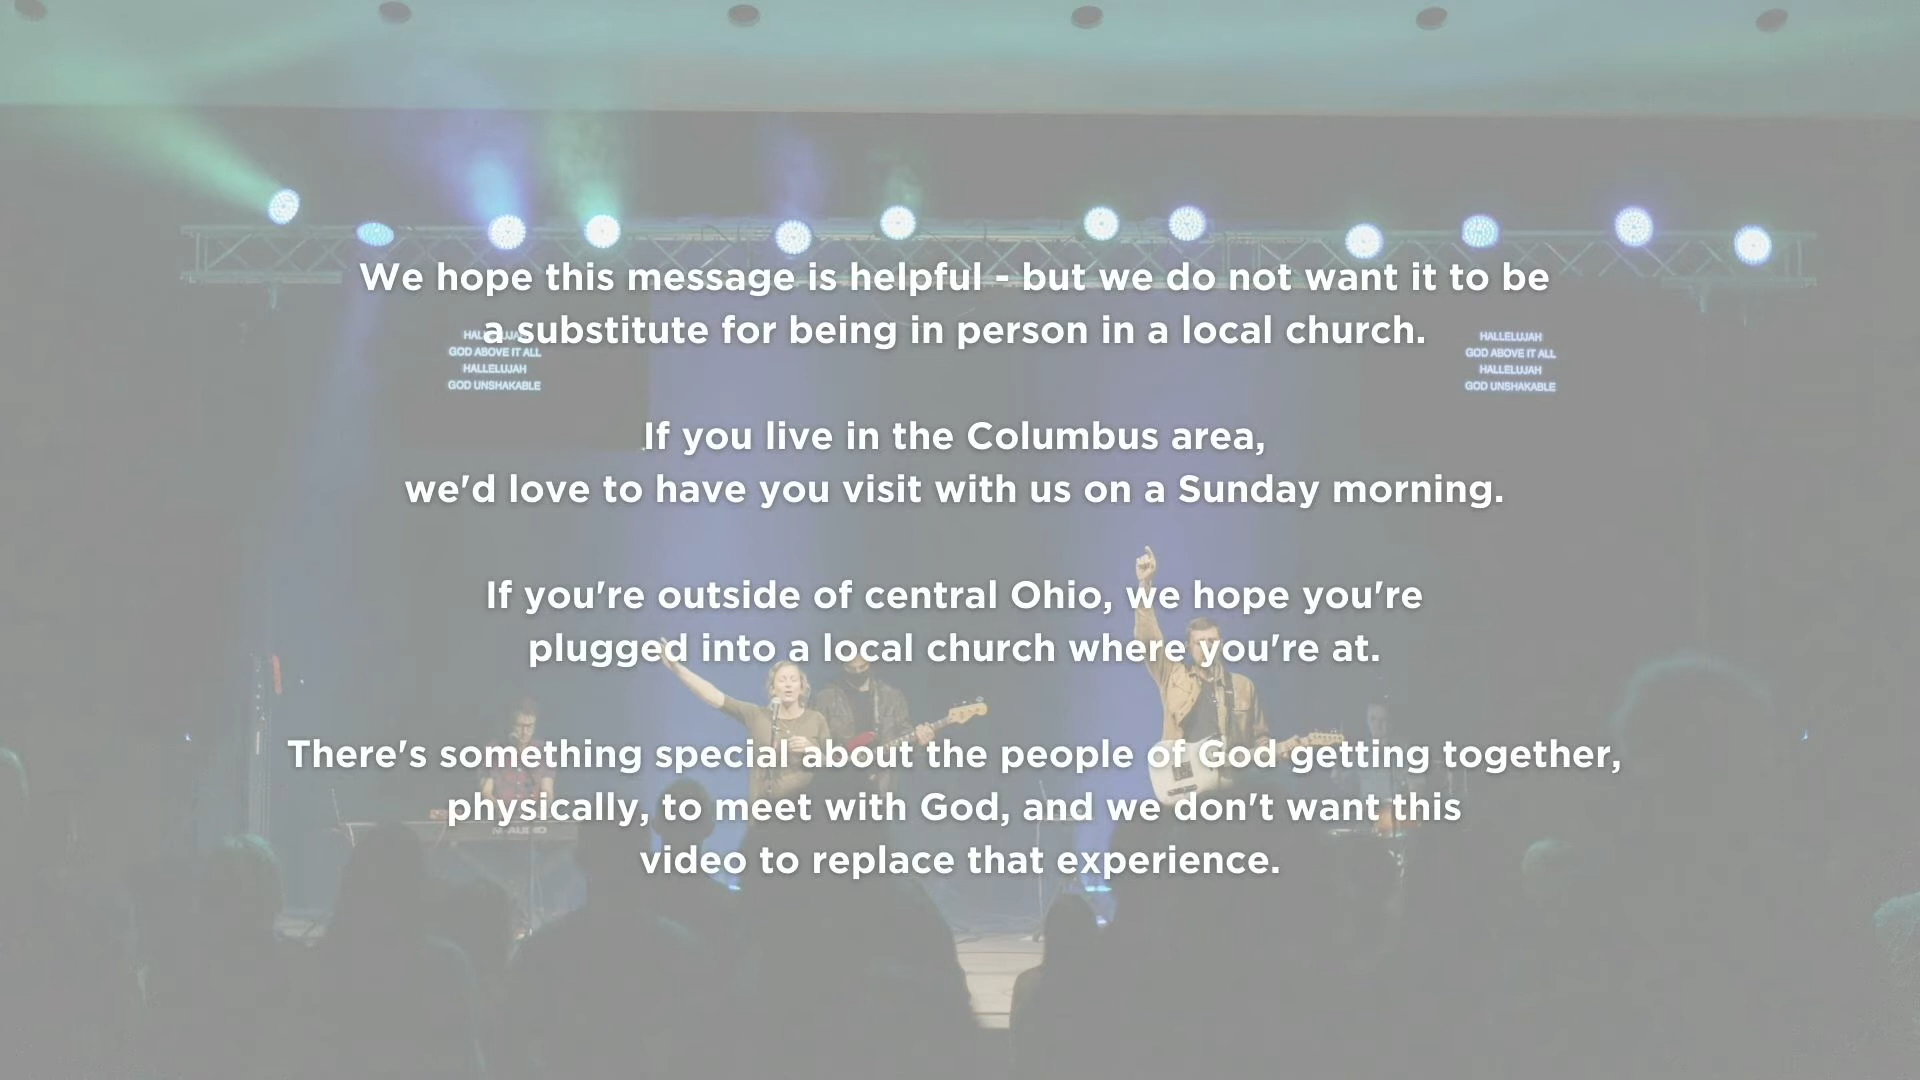 We hope this message is helpful - but we do not want it to be
a substitute for being in person in a local church.
HALLELUJAH
GOD ABOVE IT ALL
HALLELUJAH
GOD UNSHAKABLE
HALLELUJAH
GOD ABOVE IT ALL
HALLELUJAH
GOD UNSHAKABLE
If you live in the Columbus area,
we'd love to have you visit with us on a Sunday morning.
If you're outside of central Ohio, we hope you're
plugged into a local church where you're at.
There's something special about the people of God getting together,
physically, to meet with God, and we don't want this
video to replace that experience.
M-AUDIO